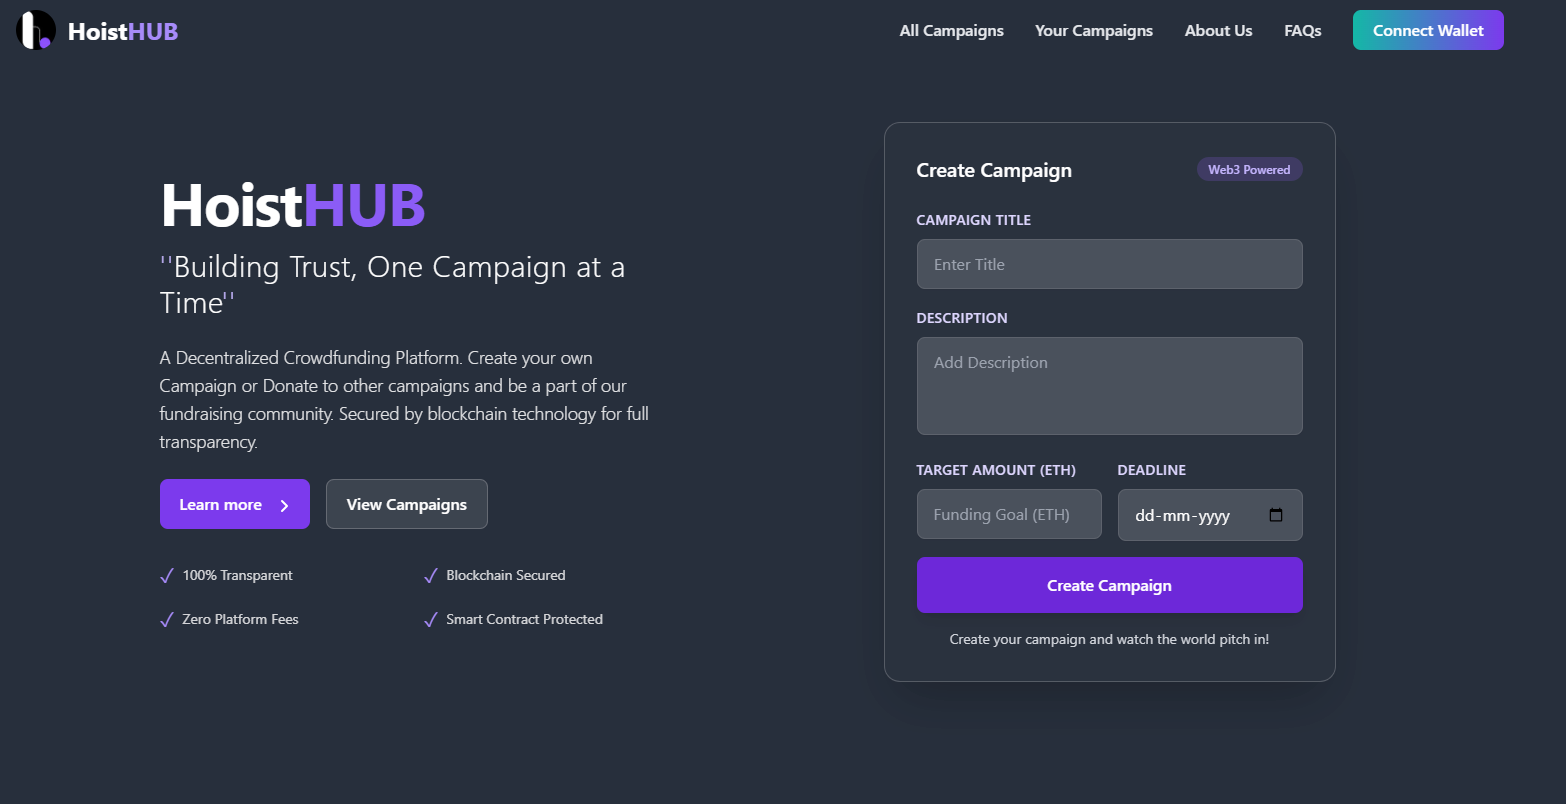 HoistHUB
All Campaigns
Your Campaigns
About Us
FAQs
Connect Wallet
HoistHUB
"Building Trust, One Campaign at a
Time"
A Decentralized Crowdfunding Platform. Create your own
Campaign or Donate to other campaigns and be a part of our
fundraising community. Secured by blockchain technology for full
transparency.
Learn more
View Campaigns
✓ 100% Transparent
✓ Blockchain Secured
✓ Zero Platform Fees
✓ Smart Contract Protected
Create Campaign
Web3 Powered
CAMPAIGN TITLE
Enter Title
DESCRIPTION
Add Description
TARGET AMOUNT (ETH)
DEADLINE
Funding Goal (ETH)
dd-mm-yyyy
Create Campaign
Create your campaign and watch the world pitch in!